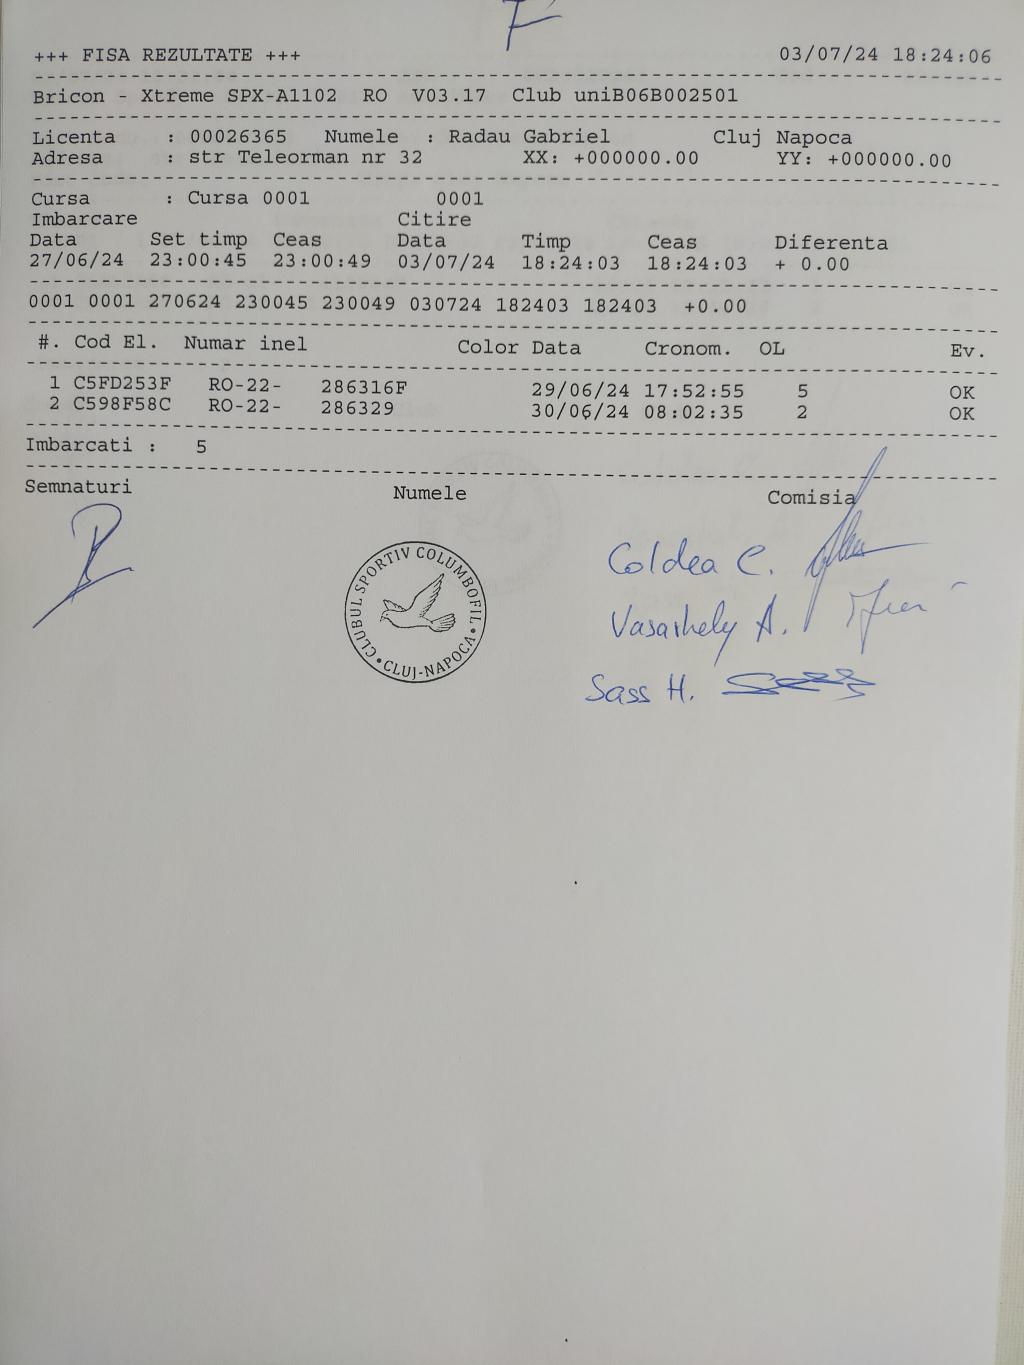 F
+++ FISA REZULTATE +++ 03/07/24 18:24:06
Bricon - Xtreme SPX-A1102 RO V03.17 Club uniB06B002501
Licenta : 00026365 Numele : Radau Gabriel Cluj Napoca
Adresa : str Teleorman nr 32 XX: +000000.00 YY: +000000.00
Cursa : Cursa 0001 0001
Imbarcare Citire
Data Set timp Ceas Data Timp Ceas Diferenta
27/06/24 23:00:45 23:00:49 03/07/24 18:24:03 18:24:03 + 0.00
0001 0001 270624 230045 230049 030724 182403 182403 +0.00
#. Cod El. Numar inel Color Data Cronom. OL Ev.
1 C5FD253F RO-22- 286316F 29/06/24 17:52:55 5 OK
2 C598F58C RO-22- 286329 30/06/24 08:02:35 2 OK
Imbarcati : 5
Semnaturi Numele Comisia
CLUBUL SPORTIV COLUMBOFIL • CLUJ-NAPOCA •
Coldea C.
Vasarhely A.
Sass H.